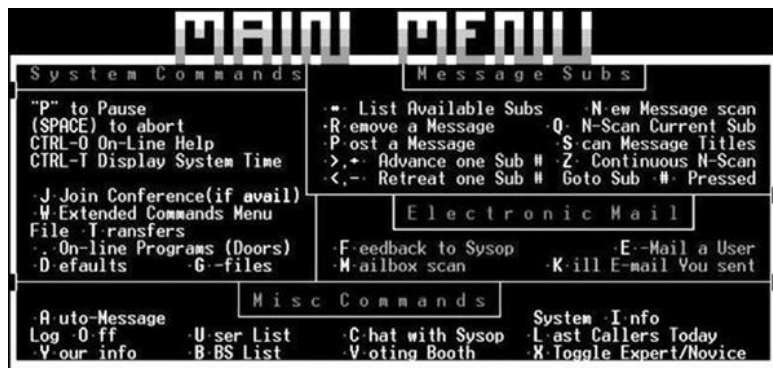 MAIN MENU
System Commands
"P" to Pause
(SPACE) to abort
CTRL-O On-Line Help
CTRL-T Display System Time
·J·Join Conference(if avail)
·W·Extended Commands Menu
File ·T·ransfers
·.·On-line Programs (Doors)
·D·efaults ·G·-files
Message Subs
·*· List Available Subs ·N·ew Message scan
·R·emove a Message ·Q· N-Scan Current Sub
·P·ost a Message ·S·can Message Titles
·>,+· Advance one Sub # ·Z· Continuous N-Scan
·<,-· Retreat one Sub # Goto Sub ·#· Pressed
Electronic Mail
·F·eedback to Sysop ·E·-Mail a User
·M·ailbox scan ·K·ill E-mail You sent
Misc Commands
·A·uto-Message System ·I·nfo
Log ·O·ff ·U·ser List ·C·hat with Sysop ·L·ast Callers Today
·Y·our info ·B·BS List ·V·oting Booth ·X·Toggle Expert/Novice